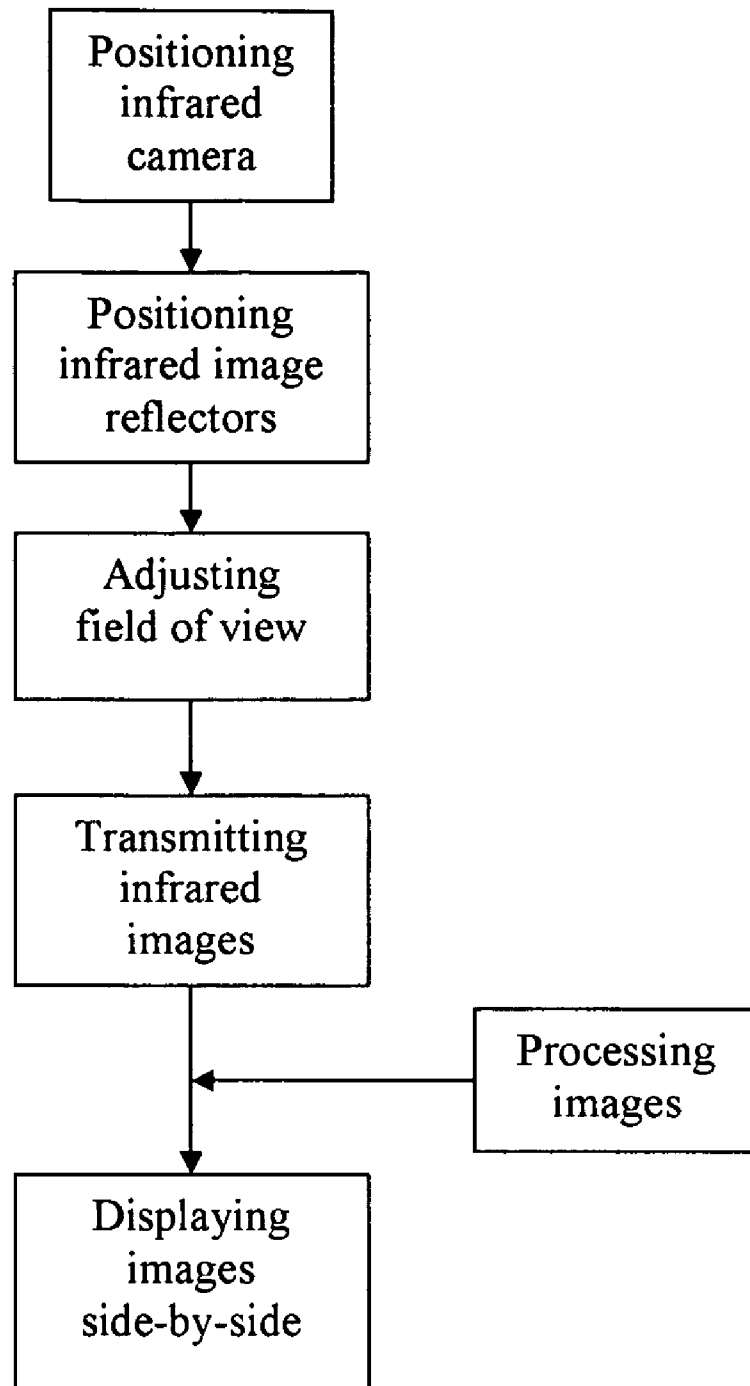 Positioning
infrared
camera
Positioning
infrared image
reflectors
Adjusting
field of view
Transmitting
infrared
images
Processing
images
Displaying
images
side-by-side